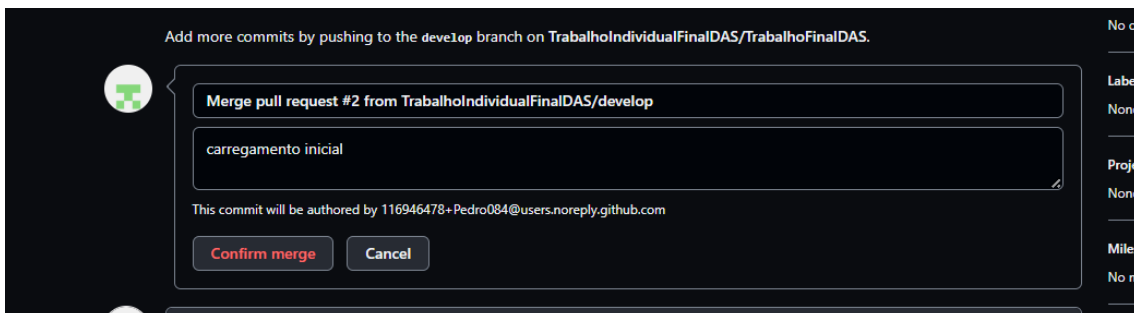 Add more commits by pushing to the develop branch on TrabalhoIndividualFinalDAS/TrabalhoFinalDAS.
Merge pull request #2 from TrabalhoIndividualFinalDAS/develop
carregamento inicial
This commit will be authored by 116946478+Pedro084@users.noreply.github.com
Confirm merge Cancel
No